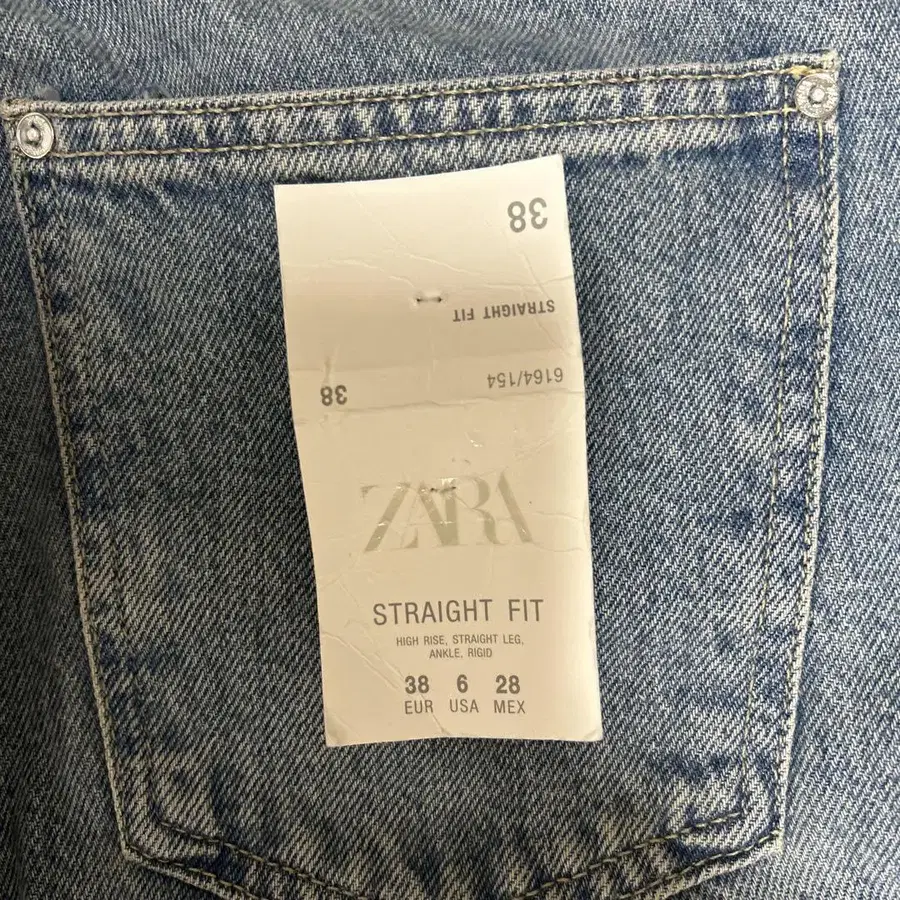 38
STRAIGHT FIT
6164/154
38
ZARA
STRAIGHT FIT
HIGH RISE, STRAIGHT LEG,
ANKLE, RIGID
38 6 28
EUR USA MEX